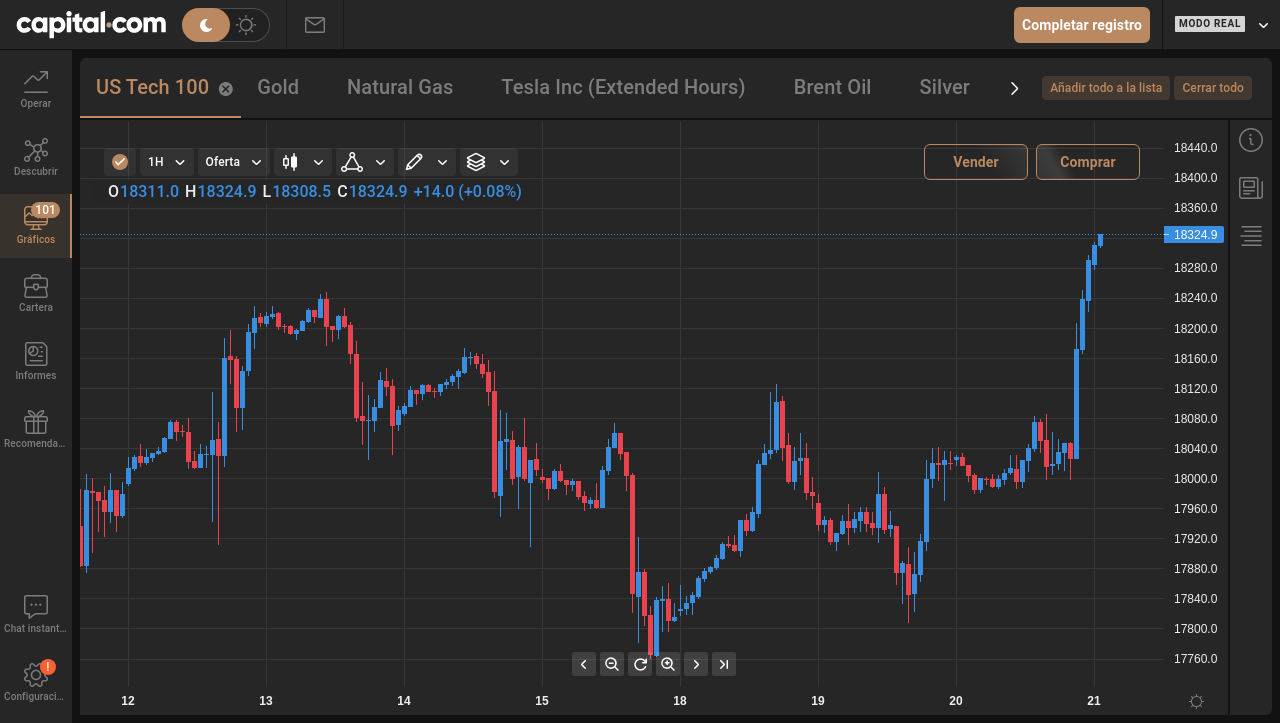 capital.com
Completar registro
MODO REAL
Operar
Descubrir
101
Gráficos
Cartera
Informes
Recomenda...
Chat instant...
!
Configuraci...
US Tech 100 Gold Natural Gas Tesla Inc (Extended Hours) Brent Oil Silver
Añadir todo a la lista Cerrar todo
1H Oferta
Vender Comprar
O18311.0 H18324.9 L18308.5 C18324.9 +14.0 (+0.08%)
18440.0
18400.0
18360.0
18324.9
18280.0
18240.0
18200.0
18160.0
18120.0
18080.0
18040.0
18000.0
17960.0
17920.0
17880.0
17840.0
17800.0
17760.0
12 13 14 15 18 19 20 21